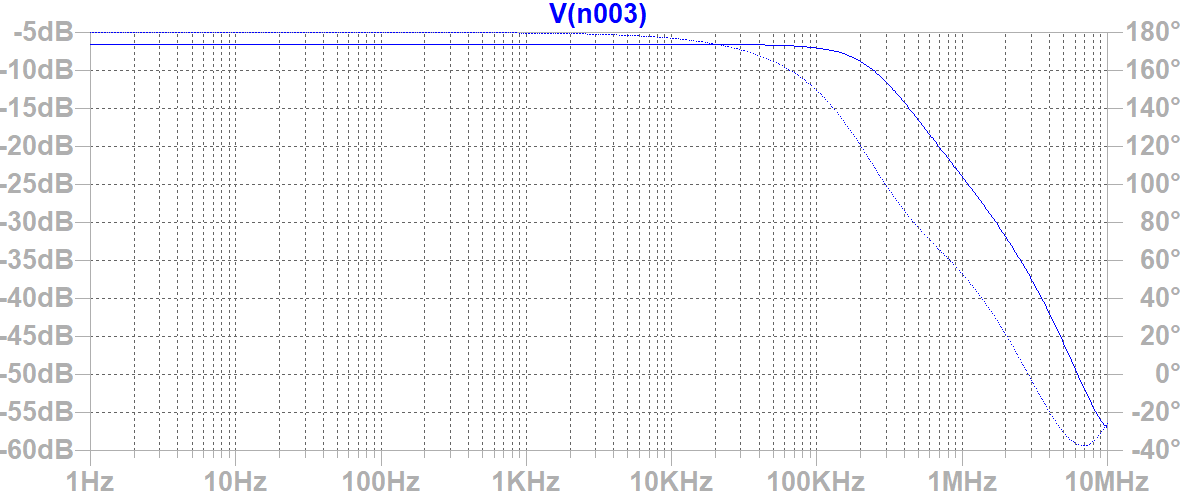 V(n003)
-5dB 180°
-10dB 160°
-15dB 140°
-20dB 120°
-25dB 100°
-30dB 80°
-35dB 60°
-40dB 40°
-45dB 20°
-50dB 0°
-55dB -20°
-60dB -40°
1Hz 10Hz 100Hz 1KHz 10KHz 100KHz 1MHz 10MHz